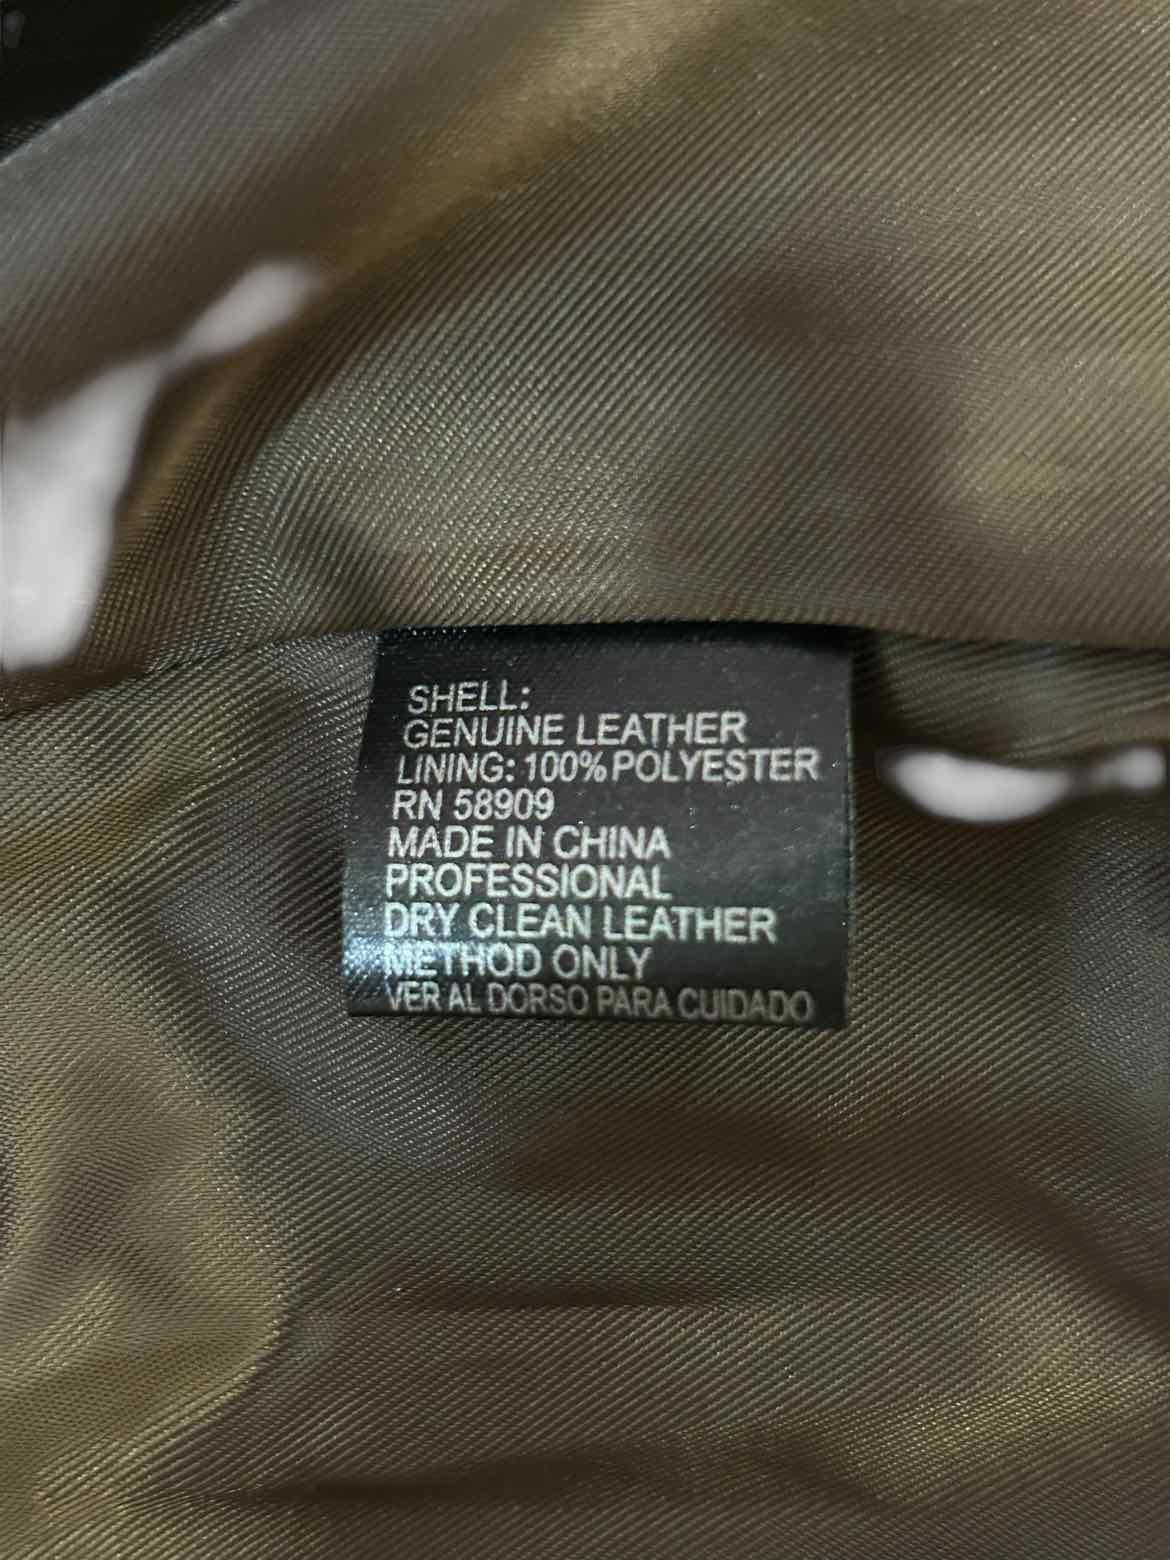 SHELL:
GENUINE LEATHER
LINING: 100% POLYESTER
RN 58909
MADE IN CHINA
PROFESSIONAL
DRY CLEAN LEATHER
METHOD ONLY
VER AL DORSO PARA CUIDADO